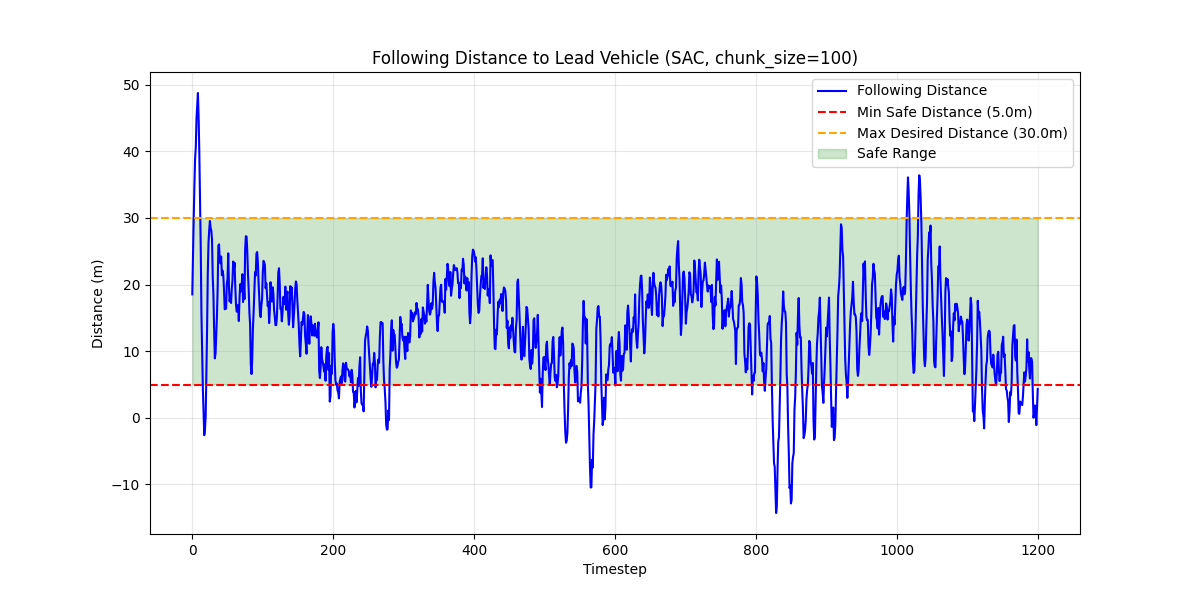 Following Distance to Lead Vehicle (SAC, chunk_size=100)
Following Distance
Min Safe Distance (5.0m)
Max Desired Distance (30.0m)
Safe Range
Distance (m)
50
40
30
20
10
0
−10
0 200 400 600 800 1000 1200
Timestep